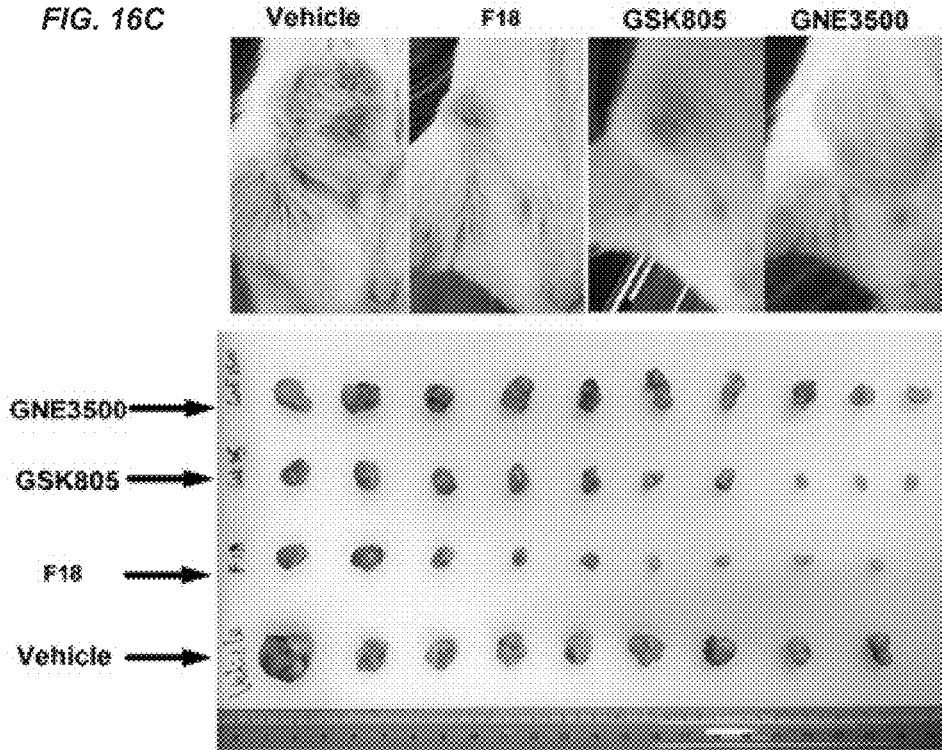 FIG. 16C
Vehicle F18 GSK805 GNE3500
GNE3500
GSK805
F18
Vehicle